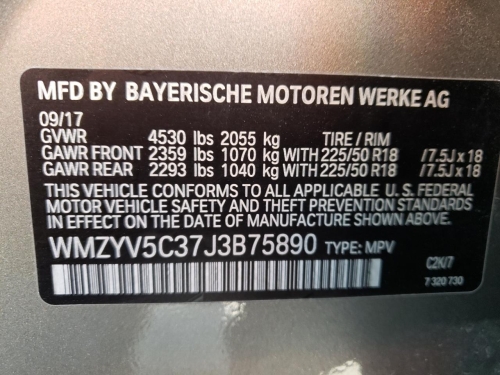 MFD BY BAYERISCHE MOTOREN WERKE AG
09/17
GVWR 4530 lbs 2055 kg TIRE / RIM
GAWR FRONT 2359 lbs 1070 kg WITH 225/50 R18 /7.5J x 18
GAWR REAR 2293 lbs 1040 kg WITH 225/50 R18 /7.5J x 18
THIS VEHICLE CONFORMS TO ALL APPLICABLE U. S. FEDERAL
MOTOR VEHICLE SAFETY AND THEFT PREVENTION STANDARDS
IN EFFECT ON THE DATE OF MANUFACTURE SHOWN ABOVE.
WMZYV5C37J3B75890 TYPE: MPV
C2K/7
7 320 730